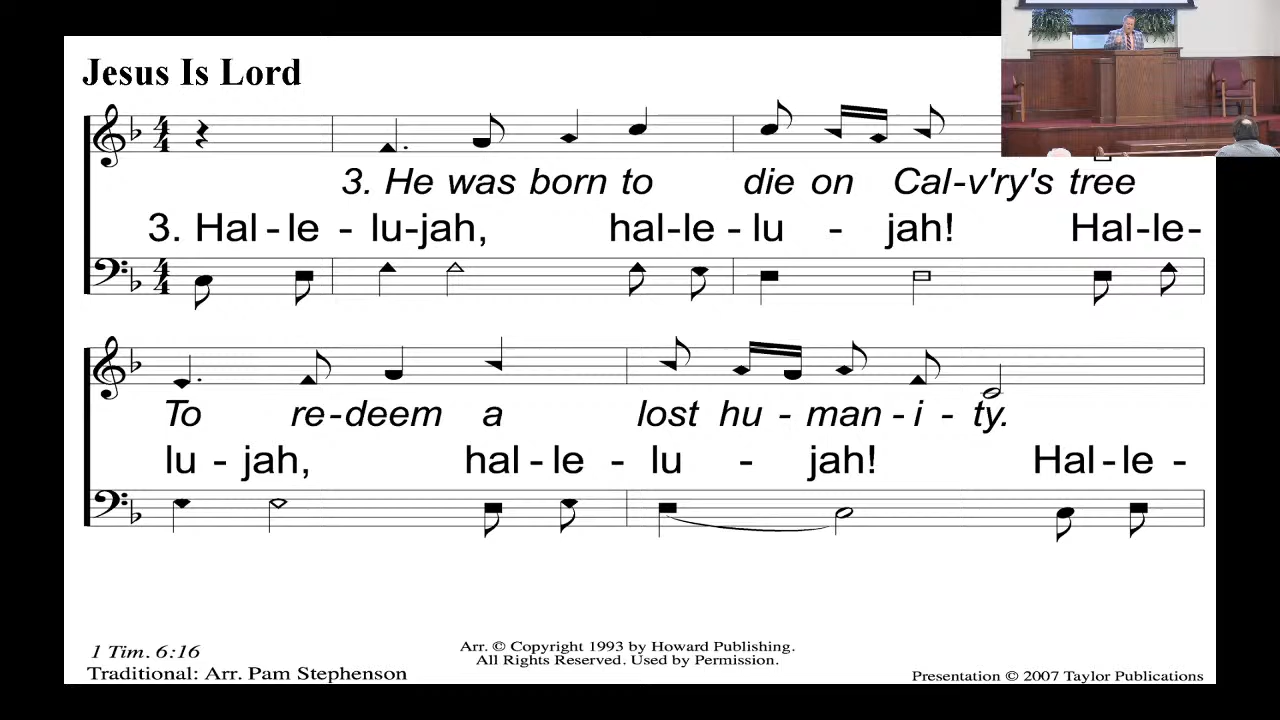 Jesus Is Lord
3. He was born to die on Cal-v'ry's tree
3. Hal-le-lu-jah, hal-le-lu-jah! Hal-le-
To re-deem a lost hu-man-i-ty.
lu-jah, hal-le-lu-jah! Hal-le-
1 Tim. 6:16
Traditional: Arr. Pam Stephenson
Arr. © Copyright 1993 by Howard Publishing.
All Rights Reserved. Used by Permission.
Presentation © 2007 Taylor Publications